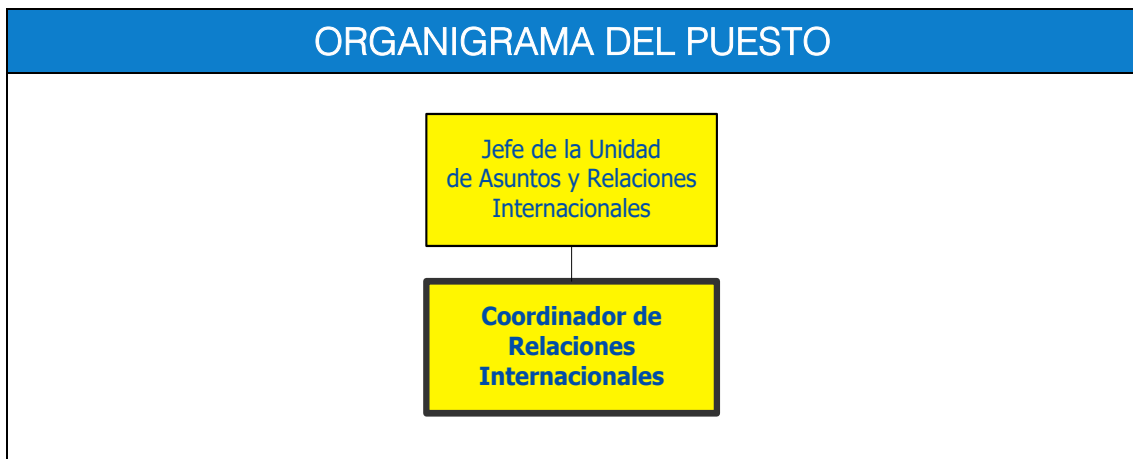 ORGANIGRAMA DEL PUESTO
Jefe de la Unidad
de Asuntos y Relaciones
Internacionales
Coordinador de
Relaciones
Internacionales